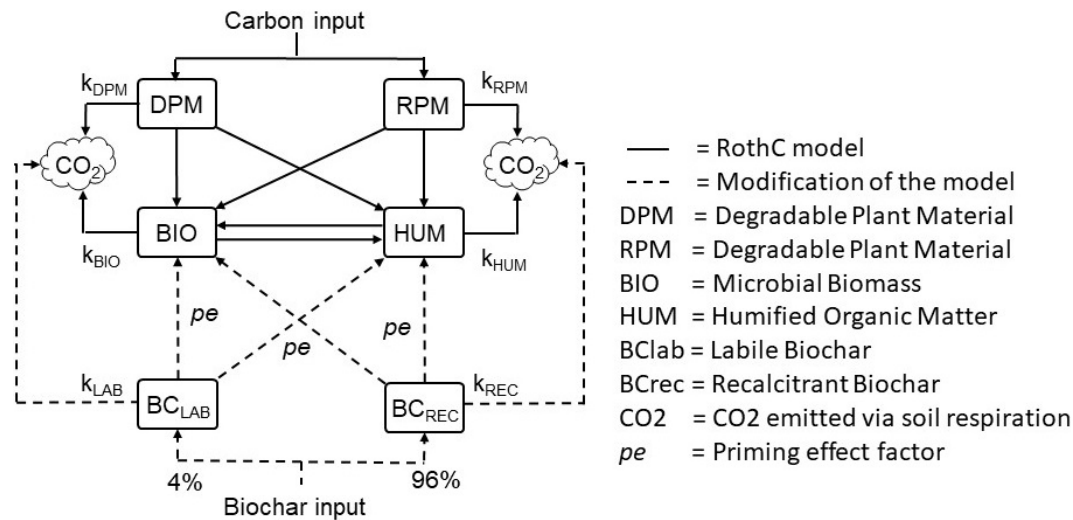 Carbon input
kDPM
kRPM
DPM
RPM
CO2
CO2
BIO
HUM
kBIO
kHUM
pe
pe
pe
kLAB
kREC
BCLAB
BCREC
4%
96%
Biochar input
= RothC model
= Modification of the model
DPM = Degradable Plant Material
RPM = Degradable Plant Material
BIO = Microbial Biomass
HUM = Humified Organic Matter
BClab = Labile Biochar
BCrec = Recalcitrant Biochar
CO2 = CO2 emitted via soil respiration
pe = Priming effect factor